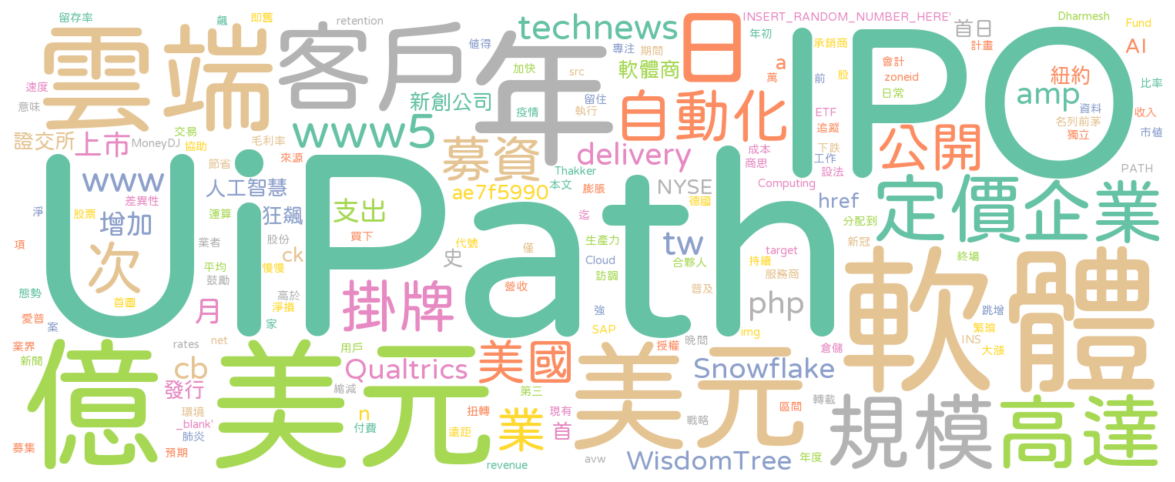 留存率
飆
即舊
retention
值得
專注
期間
technews
年
日
INSERT_RANDOM_NUMBER_HERE'
年初
承銷商
首日
計畫
Dharmesh
Fund
AI
雲端
客戶
IPO
速度
意味
加快
src
軟體商
a
萬
前
股
會計
zoneid
日常
紐約
amp
資料
比率
名列前茅
收入
新創公司
疫情
留住
執行
自動化
ETF
追蹤
獨立
市值
證交所
上市
MoneyDJ
交易
協助
毛利率
www5
募資
delivery
成本
商思
下跌
工作
設法
公開
www
差異性
節省
來源
人工智慧
ae7f5990
Thakker
本文
膨脹
NYSE
Computing
PATH
定價
企業
淨
股票
增加
運算
狂飆
支出
買下
迄
德國
href
分配到
項
UiPath
次
業者
股份
ck
史
代號
僅
生產力
tw
合夥人
target
新冠
終場
平均
鼓勵
慢慢
Cloud
訪調
持續
服務商
軟體
態勢
首圈
月
高於
淨損
掛牌
營收
強
普及
php
跳增
愛普
案
家
SAP
img
繁瑣
業界
新聞
億
美元
rates
net
用戶
Qualtrics
美國
授權
晚間
倉儲
INS
大漲
cb
發行
縮減
第三
Snowflake
美元
區間
轉載
規模
高達
環境
_blank'
肺炎
n
付費
遠距
扭轉
業
現有
首
戰略
募集
預期
revenue
avw
WisdomTree
年度